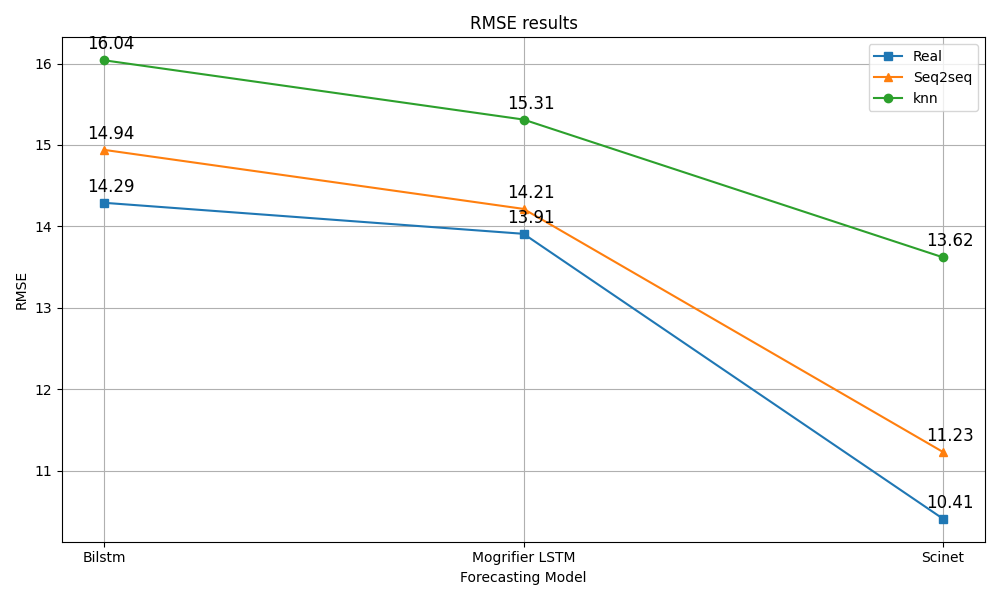 RMSE results
16.04
15.31
14.94
14.29
14.21
13.91
13.62
11.23
10.41
Real
Seq2seq
knn
16
15
14
13
12
11
RMSE
Bilstm
Mogrifier LSTM
Scinet
Forecasting Model